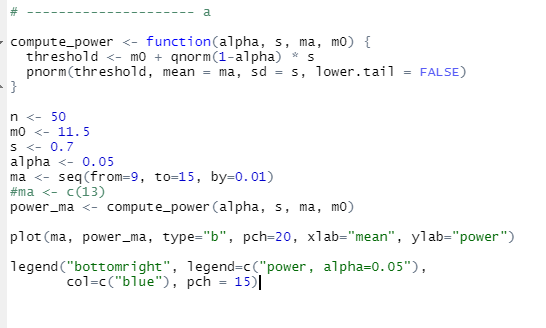 # --------------------- a
compute_power <- function(alpha, s, ma, m0) {
  threshold <- m0 + qnorm(1-alpha) * s
  pnorm(threshold, mean = ma, sd = s, lower.tail = FALSE)
}
n <- 50
m0 <- 11.5
s <- 0.7
alpha <- 0.05
ma <- seq(from=9, to=15, by=0.01)
#ma <- c(13)
power_ma <- compute_power(alpha, s, ma, m0)
plot(ma, power_ma, type="b", pch=20, xlab="mean", ylab="power")
legend("bottomright", legend=c("power, alpha=0.05"),
       col=c("blue"), pch = 15)